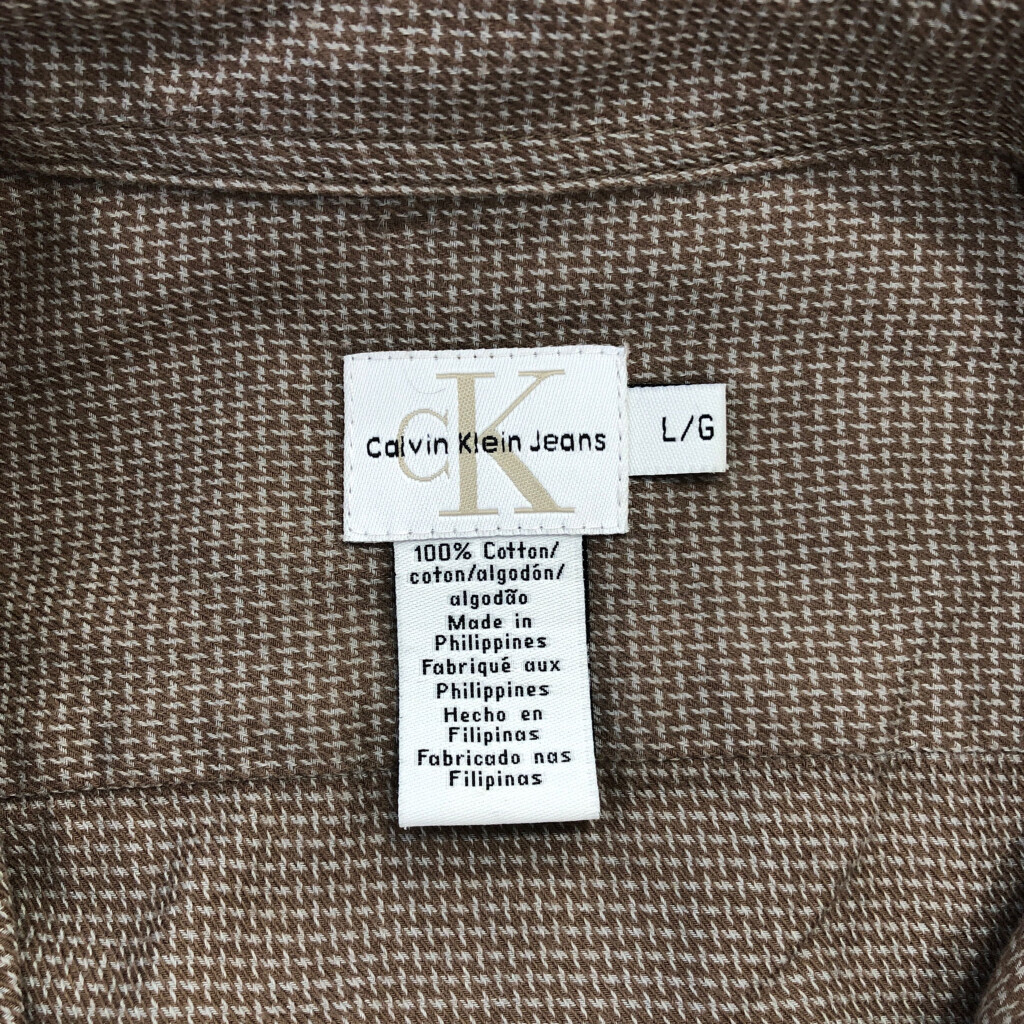 CK
Calvin Klein Jeans
L/G
100% Cotton/
coton/algodón/
algodão
Made in
Philippines
Fabriqué aux
Philippines
Hecho en
Filipinas
Fabricado nas
Filipinas